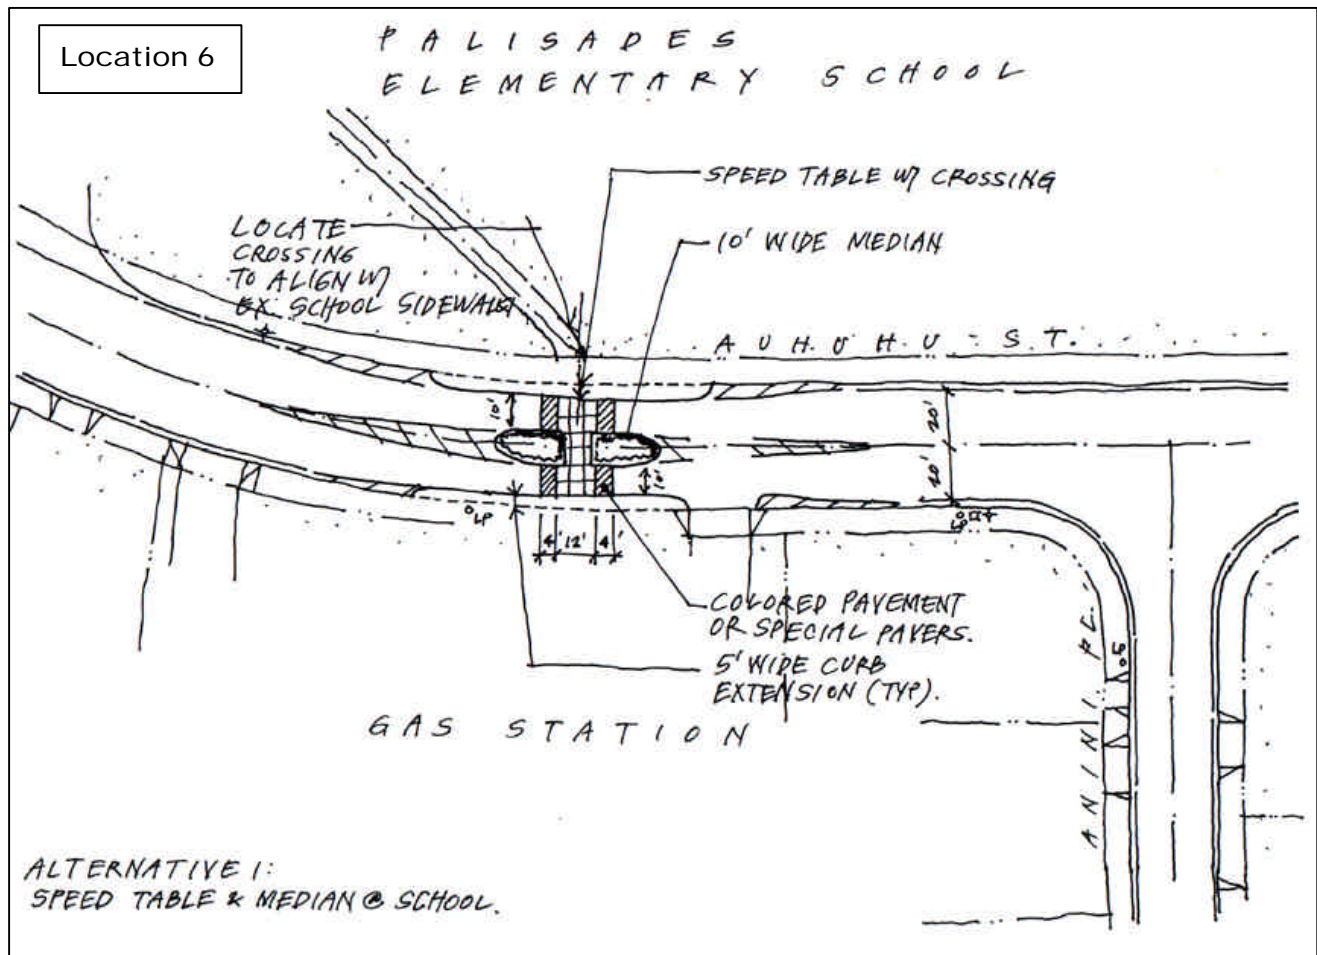 Location 6
PALISADES
ELEMENTARY SCHOOL
SPEED TABLE W/ CROSSING
10' WIDE MEDIAN
LOCATE
CROSSING
TO ALIGN W/
EX. SCHOOL SIDEWALK
AUHUHU ST.
10'
20'
20'
10'
LP
4' 12' 4'
COLORED PAVEMENT
OR SPECIAL PAVERS.
5' WIDE CURB
EXTENSION (TYP).
GAS STATION
ANINI PL.
ALTERNATIVE 1:
SPEED TABLE & MEDIAN @ SCHOOL.